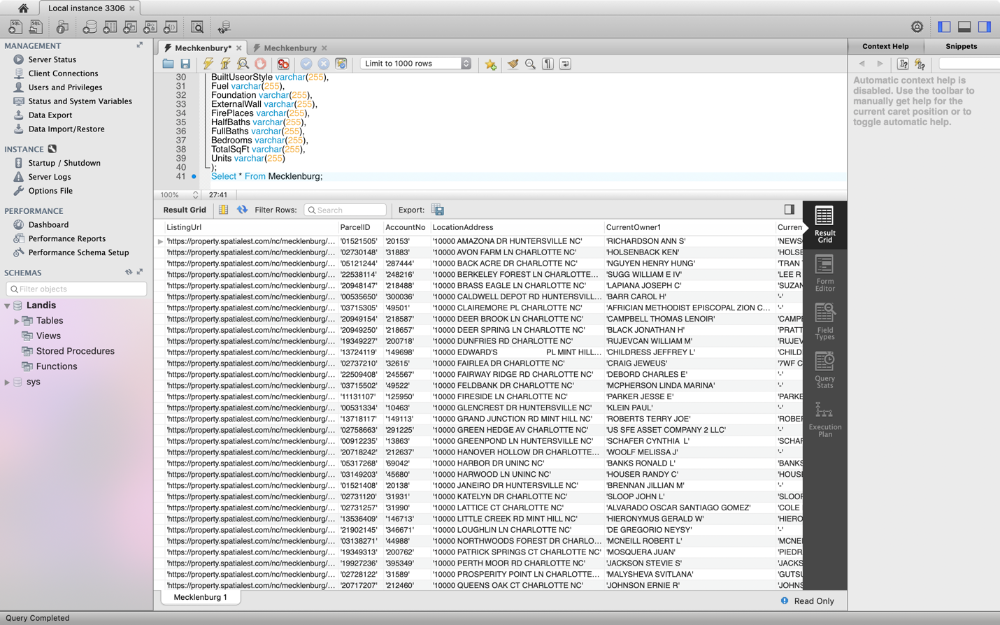 Local instance 3306
MANAGEMENT
Server Status
Client Connections
Users and Privileges
Status and System Variables
Data Export
Data Import/Restore
INSTANCE
Startup / Shutdown
Server Logs
Options File
PERFORMANCE
Dashboard
Performance Reports
Performance Schema Setup
SCHEMAS
Filter objects
Landis
Tables
Views
Stored Procedures
Functions
sys
Mechkenbury*
Mechkenbury
Limit to 1000 rows
30 BuiltUseorStyle varchar(255),
31 Fuel varchar(255),
32 Foundation varchar(255),
33 ExternalWall varchar(255),
34 FirePlaces varchar(255),
35 HalfBaths varchar(255),
36 FullBaths varchar(255),
37 Bedrooms varchar(255),
38 TotalSqFt varchar(255),
39 Units varchar(255)
40 );
41 Select * From Mecklenburg;
100% 27:41
Result Grid Filter Rows: Search Export:
ListingUrl ParcelID AccountNo LocationAddress CurrentOwner1 Curren
'https://property.spatialest.com/nc/mecklenburg/... '01521505' '20153' '10000 AMAZONA DR HUNTERSVILLE NC' 'RICHARDSON ANN S' 'NEWS
'https://property.spatialest.com/nc/mecklenburg/... '02730148' '31883' '10000 AVON FARM LN CHARLOTTE NC' 'HOLSENBACK KEN' 'HOLSE
'https://property.spatialest.com/nc/mecklenburg/... '05121244' '287444' '10000 BACK ACRE DR CHARLOTTE NC' 'NGUYEN HENRY HUNG' 'TRAN
'https://property.spatialest.com/nc/mecklenburg/... '22538114' '248216' '10000 BERKELEY FOREST LN CHARLOTTE... 'SUGG WILLIAM E IV' 'LEE R
'https://property.spatialest.com/nc/mecklenburg/... '20948147' '218488' '10000 BRASS EAGLE LN CHARLOTTE NC' 'LAPIANA JOSEPH C' 'SUZAN
'https://property.spatialest.com/nc/mecklenburg/... '00535650' '300036' '10000 CALDWELL DEPOT RD HUNTERSVILL... 'BARR CAROL H' '-'
'https://property.spatialest.com/nc/mecklenburg/... '03715305' '49501' '10000 CLAIREMORE PL CHARLOTTE NC' 'AFRICIAN METHODIST EPISCOPAL ZION C... '-'
'https://property.spatialest.com/nc/mecklenburg/... '20949154' '218587' '10000 DEER BROOK LN CHARLOTTE NC' 'CAMPBELL THOMAS LENOIR' 'CAMPI
'https://property.spatialest.com/nc/mecklenburg/... '20949250' '218657' '10000 DEER SPRING LN CHARLOTTE NC' 'BLACK JONATHAN H' 'PRATT
'https://property.spatialest.com/nc/mecklenburg/... '19349227' '200718' '10000 DUNFRIES RD CHARLOTTE NC' 'RUJEVCAN WILLIAM M' 'RUJEV
'https://property.spatialest.com/nc/mecklenburg/... '13724119' '149698' '10000 EDWARD'S PL MINT HILL... 'CHILDRESS JEFFREY L' 'CHILD
'https://property.spatialest.com/nc/mecklenburg/... '02737210' '32615' '10000 FAIRLEA DR CHARLOTTE NC' 'CRAIG JEWEUS' '7WF C
'https://property.spatialest.com/nc/mecklenburg/... '22509408' '245567' '10000 FAIRWAY RIDGE RD CHARLOTTE NC' 'DEBORD CHARLES E' '-'
'https://property.spatialest.com/nc/mecklenburg/... '03715502' '49522' '10000 FELDBANK DR CHARLOTTE NC' 'MCPHERSON LINDA MARINA' '-'
'https://property.spatialest.com/nc/mecklenburg/... '11131107' '125950' '10000 FIRESIDE LN CHARLOTTE NC' 'PARKER JESSE E' 'PARKE
'https://property.spatialest.com/nc/mecklenburg/... '00531334' '10463' '10000 GLENCREST DR HUNTERSVILLE NC' 'KLEIN PAUL' '-'
'https://property.spatialest.com/nc/mecklenburg/... '13718117' '149113' '10000 GRAND JUNCTION RD MINT HILL NC' 'ROBERTS TERRY JOE' 'ROBEF
'https://property.spatialest.com/nc/mecklenburg/... '02758663' '291225' '10000 GREEN HEDGE AV CHARLOTTE NC' 'US SFE ASSET COMPANY 2 LLC' '-'
'https://property.spatialest.com/nc/mecklenburg/... '00912235' '13863' '10000 GREENPOND LN HUNTERSVILLE NC' 'SCHAFER CYNTHIA L' 'SCHAF
'https://property.spatialest.com/nc/mecklenburg/... '20718242' '212637' '10000 HANOVER HOLLOW DR CHARLOTTE... 'WOOLF MELISSA J' '-'
'https://property.spatialest.com/nc/mecklenburg/... '05317268' '69042' '10000 HARBOR DR UNINC NC' 'BANKS RONALD L' 'BANKS
'https://property.spatialest.com/nc/mecklenburg/... '03149203' '45680' '10000 HARWOOD LN UNINC NC' 'HOUSER RANDY C' 'HOUS
'https://property.spatialest.com/nc/mecklenburg/... '01521408' '20138' '10000 JANEIRO DR HUNTERSVILLE NC' 'BRENNAN JILLIAN M' '-'
'https://property.spatialest.com/nc/mecklenburg/... '02731120' '31931' '10000 KATELYN DR CHARLOTTE NC' 'SLOOP JOHN L' 'SLOOF
'https://property.spatialest.com/nc/mecklenburg/... '02731257' '31990' '10000 LATTICE CT CHARLOTTE NC' 'ALVARADO OSCAR SANTIAGO GOMEZ' 'COLE
'https://property.spatialest.com/nc/mecklenburg/... '13536409' '146713' '10000 LITTLE CREEK RD MINT HILL NC' 'HIERONYMUS GERALD W' 'HIERO
'https://property.spatialest.com/nc/mecklenburg/... '21902145' '346671' '10000 LOUGHLIN LN CHARLOTTE NC' 'DE GREGORIO NEYSY' '-'
'https://property.spatialest.com/nc/mecklenburg/... '03138271' '44988' '10000 NORTHWOODS FOREST DR CHARLO... 'MCNEILL ROBERT L' 'MCNEI
'https://property.spatialest.com/nc/mecklenburg/... '19349313' '200762' '10000 PATRICK SPRINGS CT CHARLOTTE NC' 'MOSQUERA JUAN' 'PIEDR
'https://property.spatialest.com/nc/mecklenburg/... '19927236' '395349' '10000 PERTH MOOR RD CHARLOTTE NC' 'JACKSON STEVIE S' 'JACKS
'https://property.spatialest.com/nc/mecklenburg/... '02728122' '31589' '10000 PROSPERITY POINT LN CHARLOTTE... 'MALYSHEVA SVITLANA' 'GUTSU
'https://property.spatialest.com/nc/mecklenburg/... '20717207' '212460' '10000 QUEENS OAK CT CHARLOTTE NC' 'JOHNSON ERNIE R' 'JOHNS
Mecklenburg 1
Read Only
Result
Grid
Form
Editor
Field
Types
Query
Stats
Execution
Plan
Context Help Snippets
Automatic context help is
disabled. Use the toolbar to
manually get help for the
current caret position or to
toggle automatic help.
Query Completed